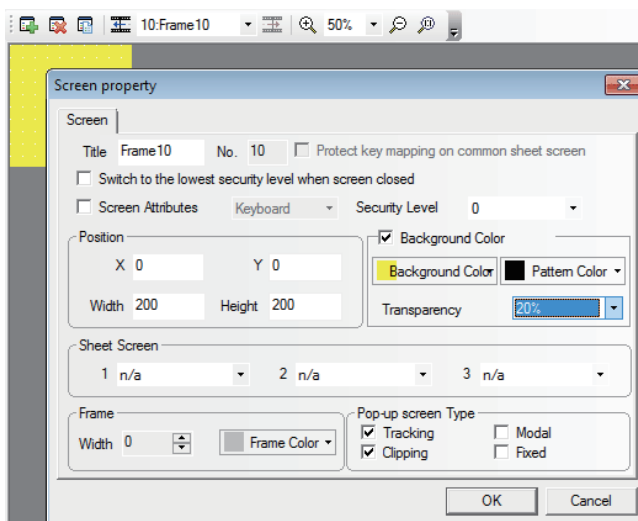 10:Frame10 50%
Screen property
Screen
Title Frame10 No. 10 Protect key mapping on common sheet screen
Switch to the lowest security level when screen closed
Screen Attributes Keyboard Security Level 0
Position Background Color
X 0 Y 0 Background Color Pattern Color
Width 200 Height 200 Transparency 20%
Sheet Screen
1 n/a 2 n/a 3 n/a
Frame Pop-up screen Type
Width 0 Frame Color Tracking Modal
Clipping Fixed
OK Cancel